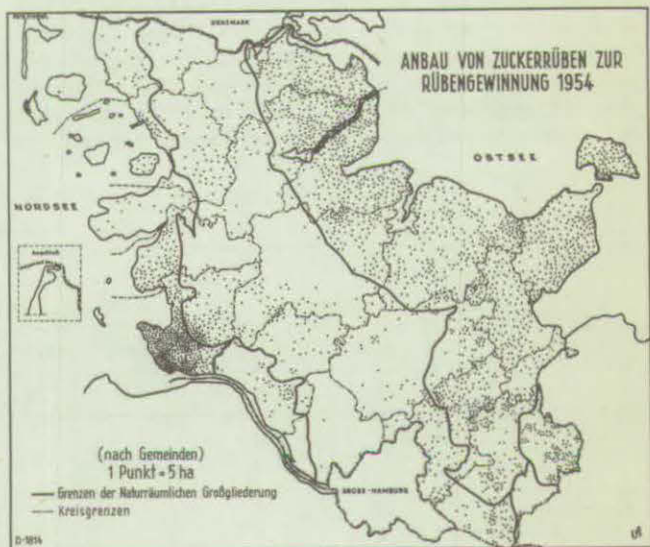 DÄNEMARK
ANBAU VON ZUCKERRÜBEN ZUR
RÜBENGEWINNUNG 1954
OSTSEE
NORDSEE
(nach Gemeinden)
1 Punkt = 5 ha
Grenzen der Naturräumlichen Großgliederung
Kreisgrenzen
GROSS-HAMBURG
D-1814